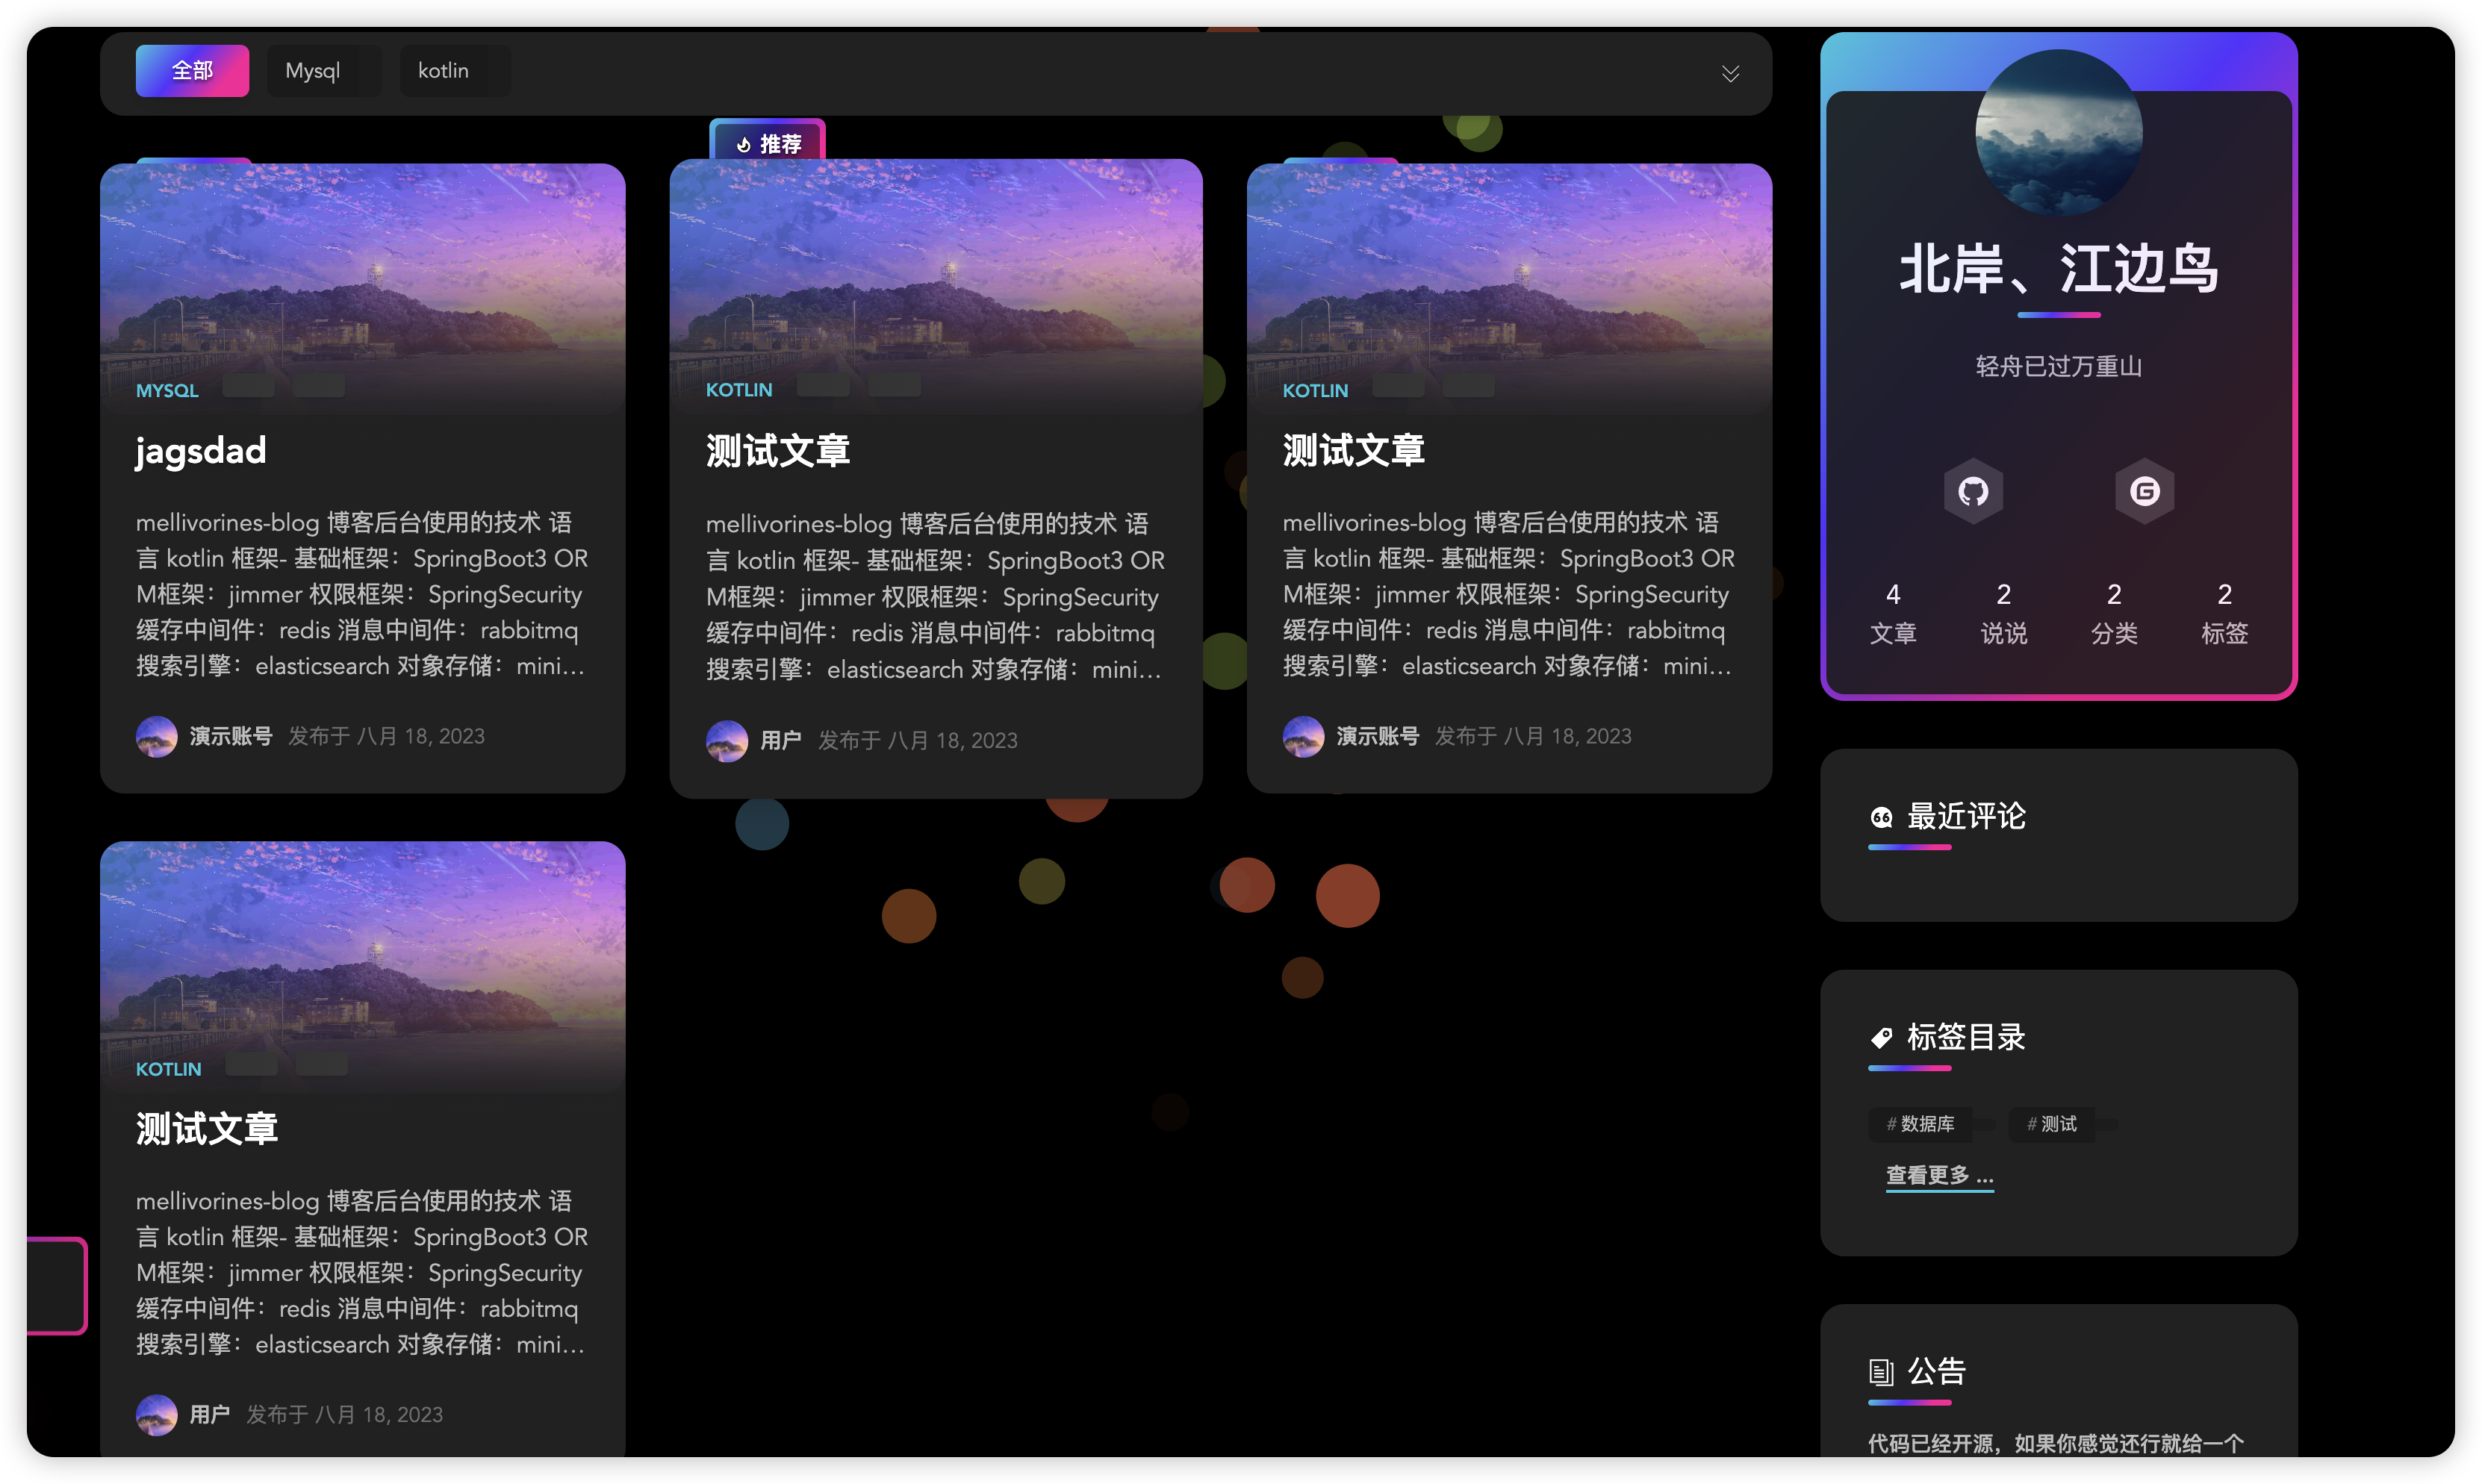 全部
Mysql
kotlin
推荐
MYSQL
jagsdad
mellivorines-blog 博客后台使用的技术 语
言 kotlin 框架- 基础框架：SpringBoot3 OR
M框架：jimmer 权限框架：SpringSecurity
缓存中间件：redis 消息中间件：rabbitmq
搜索引擎：elasticsearch 对象存储：mini...
演示账号 发布于 八月 18, 2023
KOTLIN
测试文章
mellivorines-blog 博客后台使用的技术 语
言 kotlin 框架- 基础框架：SpringBoot3 OR
M框架：jimmer 权限框架：SpringSecurity
缓存中间件：redis 消息中间件：rabbitmq
搜索引擎：elasticsearch 对象存储：mini...
用户 发布于 八月 18, 2023
KOTLIN
测试文章
mellivorines-blog 博客后台使用的技术 语
言 kotlin 框架- 基础框架：SpringBoot3 OR
M框架：jimmer 权限框架：SpringSecurity
缓存中间件：redis 消息中间件：rabbitmq
搜索引擎：elasticsearch 对象存储：mini...
演示账号 发布于 八月 18, 2023
KOTLIN
测试文章
mellivorines-blog 博客后台使用的技术 语
言 kotlin 框架- 基础框架：SpringBoot3 OR
M框架：jimmer 权限框架：SpringSecurity
缓存中间件：redis 消息中间件：rabbitmq
搜索引擎：elasticsearch 对象存储：mini...
用户 发布于 八月 18, 2023
北岸、江边鸟
轻舟已过万重山
4 2 2 2
文章 说说 分类 标签
最近评论
标签目录
# 数据库 # 测试
查看更多 ...
公告
代码已经开源，如果你感觉还行就给一个